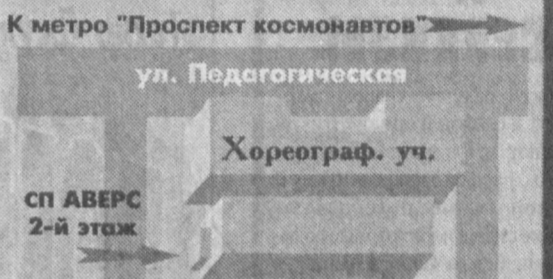 К метро "Проспект космонавтов"
ул. Педагогическая
Хореограф. уч.
СП АВЕРС
2-й этаж